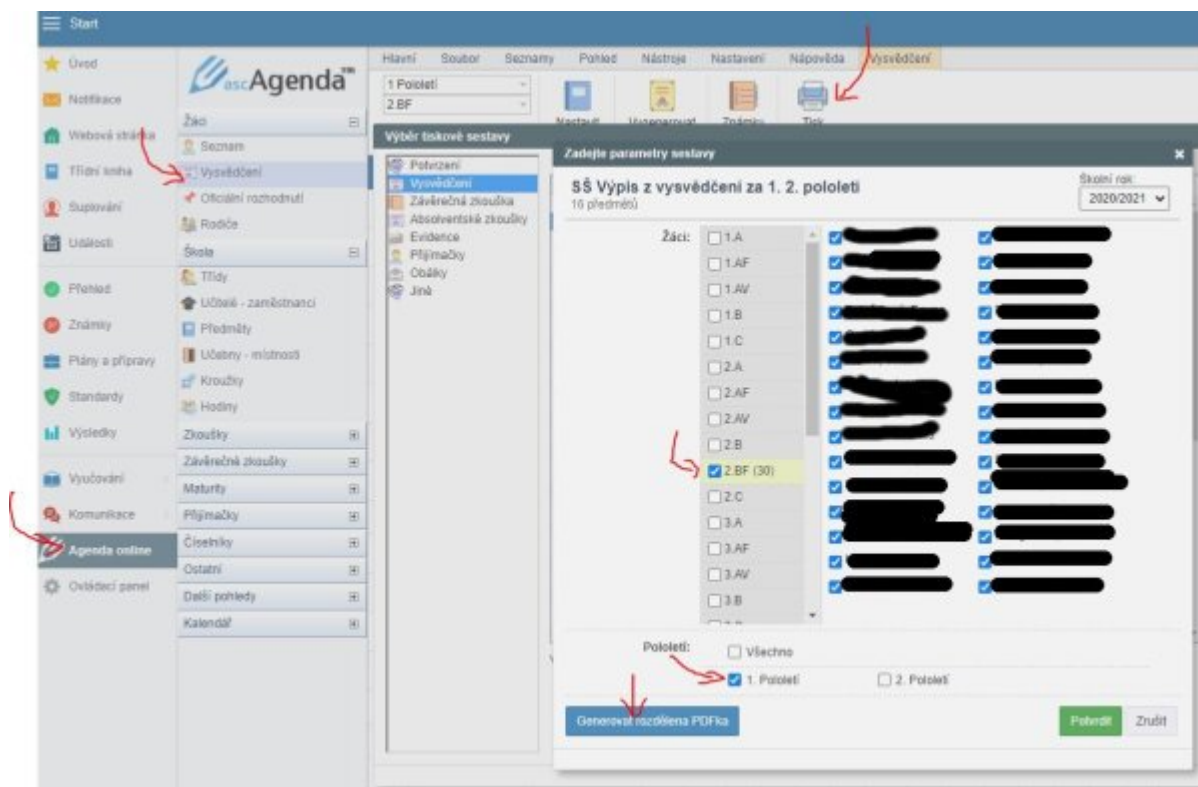 Start
Úvod
Notifikace
Webová stránka
Třídní kniha
Suplování
Události
Přehled
Známky
Plány a přípravy
Standardy
Výsledky
Vyučování
Komunikace
Agenda online
Ovládací panel
ascAgenda™
Žáci
Seznam
Vysvědčení
Oficiální rozhodnutí
Rodiče
Škola
Třídy
Učitelé - zaměstnanci
Předměty
Učebny - místnosti
Kroužky
Hodiny
Zkoušky
Závěrečné zkoušky
Maturity
Přijímačky
Číselníky
Ostatní
Další pohledy
Kalendář
Hlavní Soubor Seznamy Pohled Nástroje Nastavení Nápověda Vysvědčení
1 Pololetí
2.BF
Nastavit Vygenerovat Známky Tisk
Výběr tiskové sestavy
Potvrzení
Vysvědčení
Závěrečná zkouška
Absolventské zkoušky
Evidence
Přijímačky
Obálky
Jiné
Zadejte parametry sestavy
SŠ Výpis z vysvědčení za 1. 2. pololetí
16 předmětů
Školní rok:
2020/2021
Žáci:
1.A
1.AF
1.AV
1.B
1.C
2.A
2.AF
2.AV
2.B
2.BF (30)
2.C
3.A
3.AF
3.AV
3.B
Pololetí:
Všechno
1. Pololetí 2. Pololetí
Generovat rozdělena PDFka
Potvrdit Zrušit